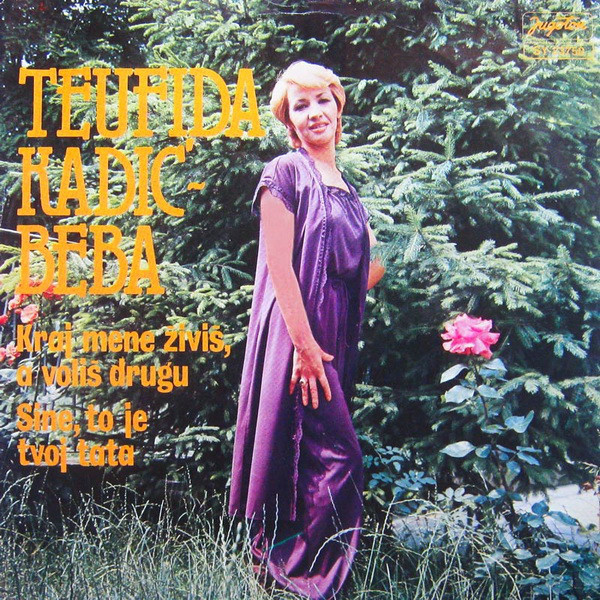 TEUFIDA
KADIĆ-
BEBA
Kraj mene živiš,
a voliš drugu
Sine, to je
tvoj tata
Jugoton